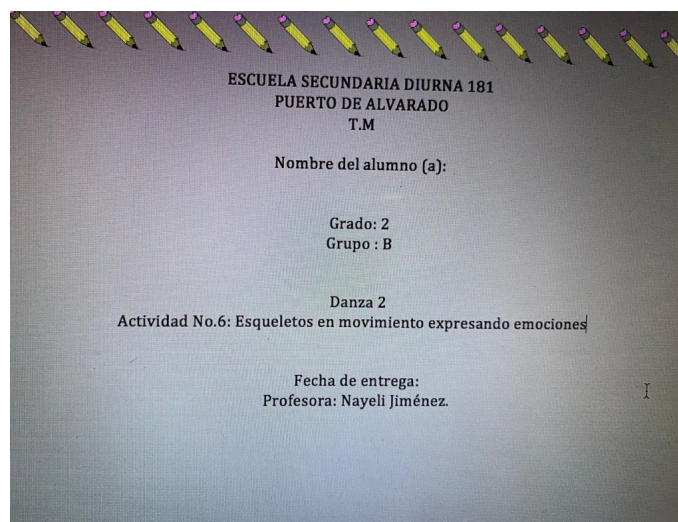 ESCUELA SECUNDARIA DIURNA 181
PUERTO DE ALVARADO
T.M
Nombre del alumno (a):
Grado: 2
Grupo : B
Danza 2
Actividad No.6: Esqueletos en movimiento expresando emociones
Fecha de entrega:
Profesora: Nayeli Jiménez.